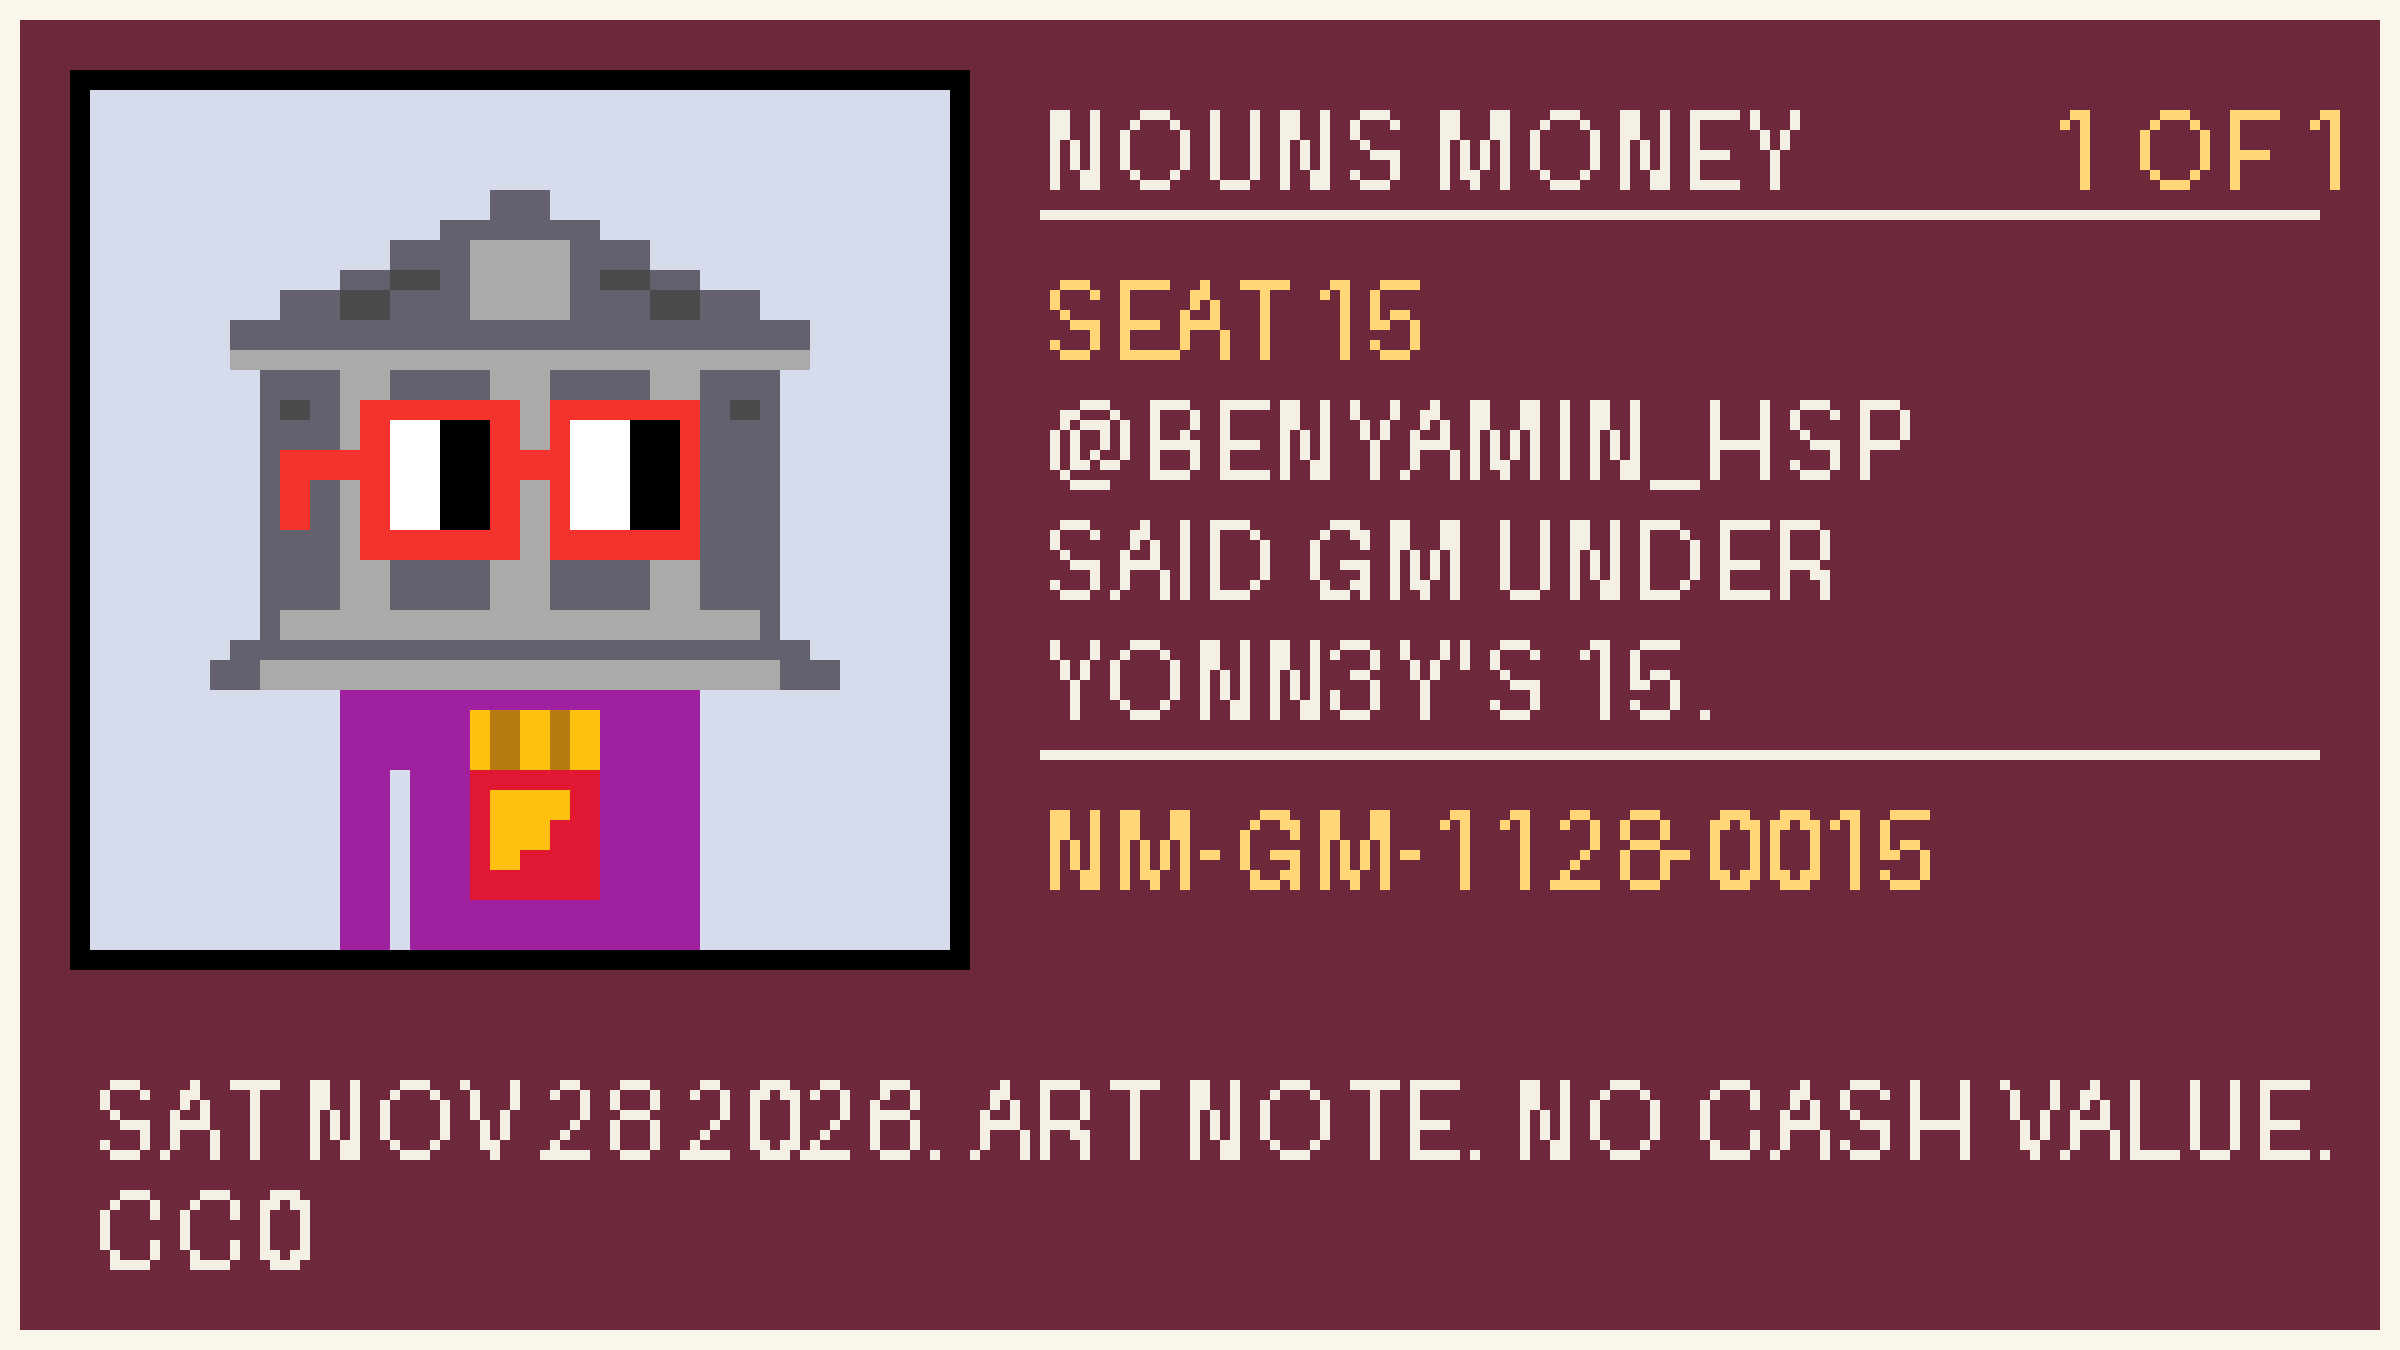 NOUNS MONEY 1 OF 1
SEAT 15
@BENYAMIN_HSP
SAID GM UNDER
YONN3Y'S 15.
NM-GM-1128-0015
SAT NOV 28 2026. ART NOTE. NO CASH VALUE.
CC0